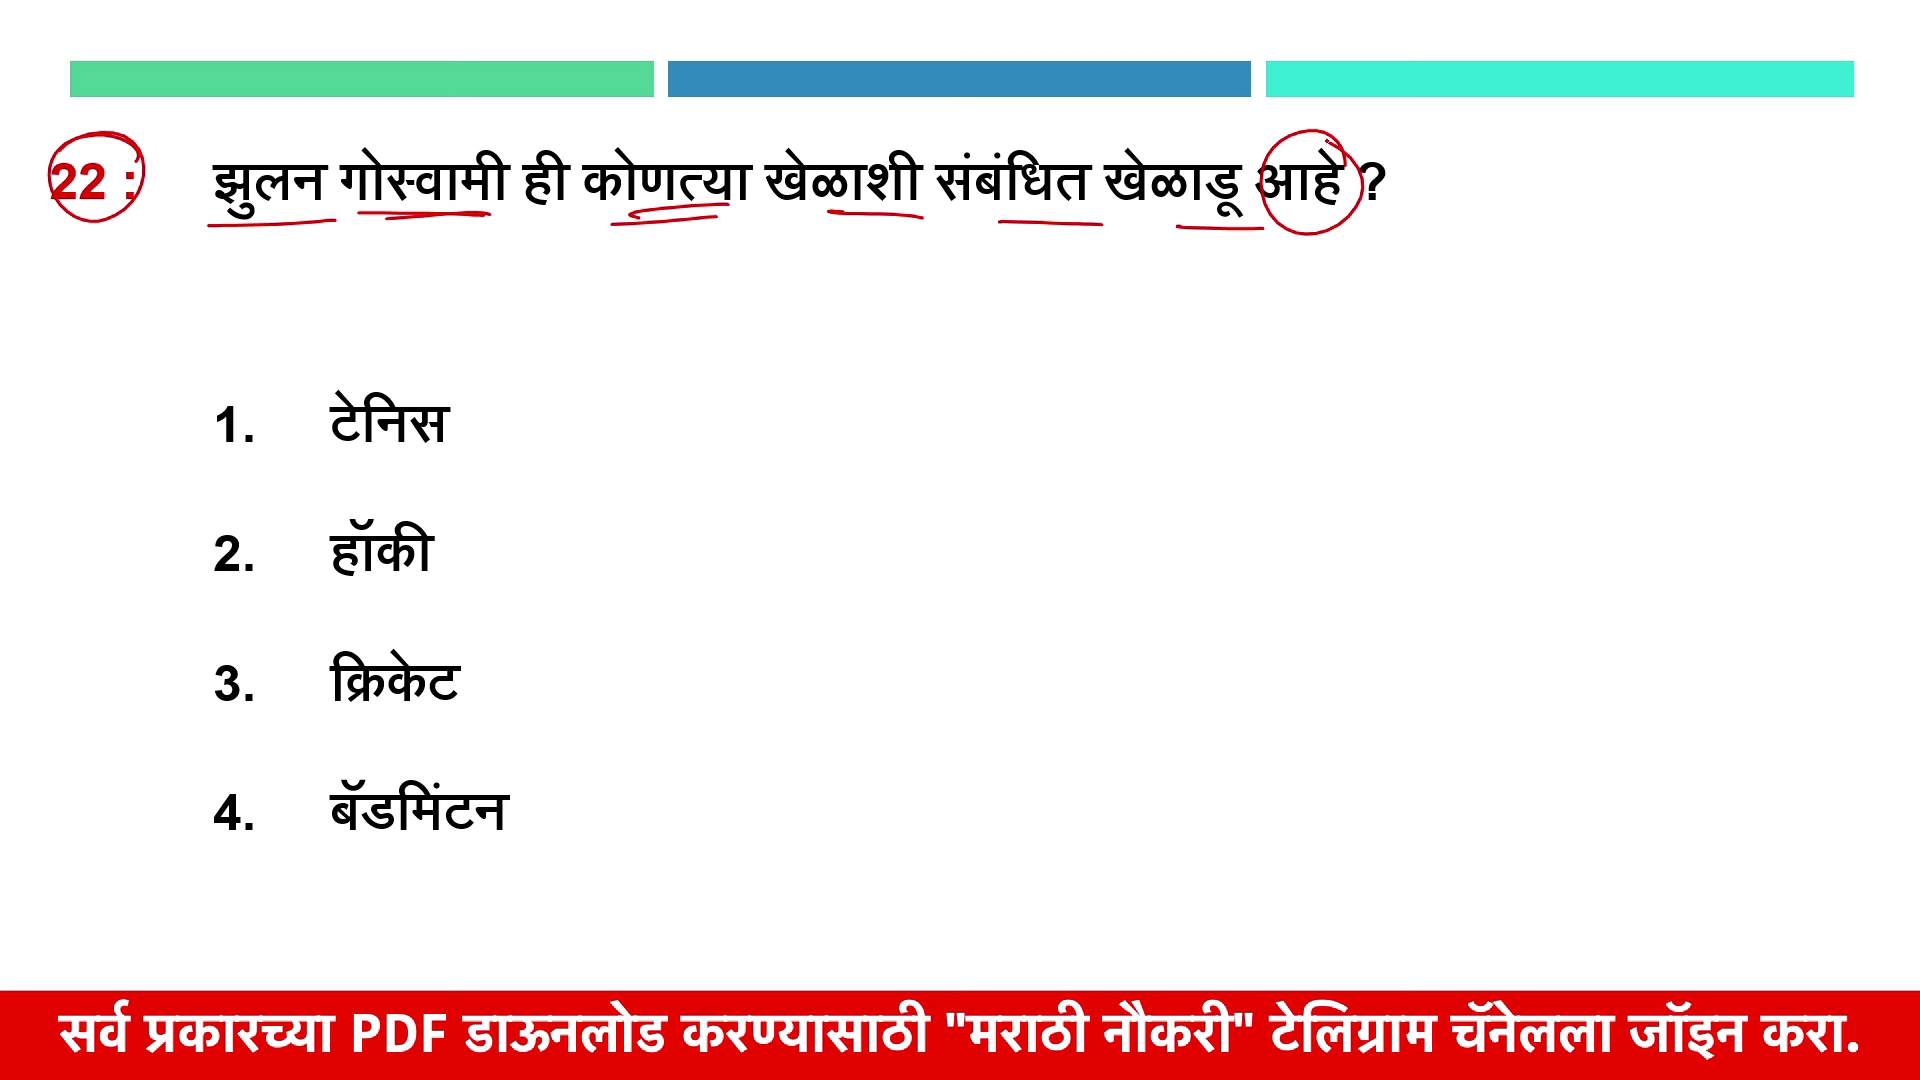 22 : झुलन गोस्वामी ही कोणत्या खेळाशी संबंधित खेळाडू आहे ?
1. टेनिस
2. हॉकी
3. क्रिकेट
4. बॅडमिंटन
सर्व प्रकारच्या PDF डाऊनलोड करण्यासाठी "मराठी नौकरी" टेलिग्राम चॅनेलला जॉइन करा.